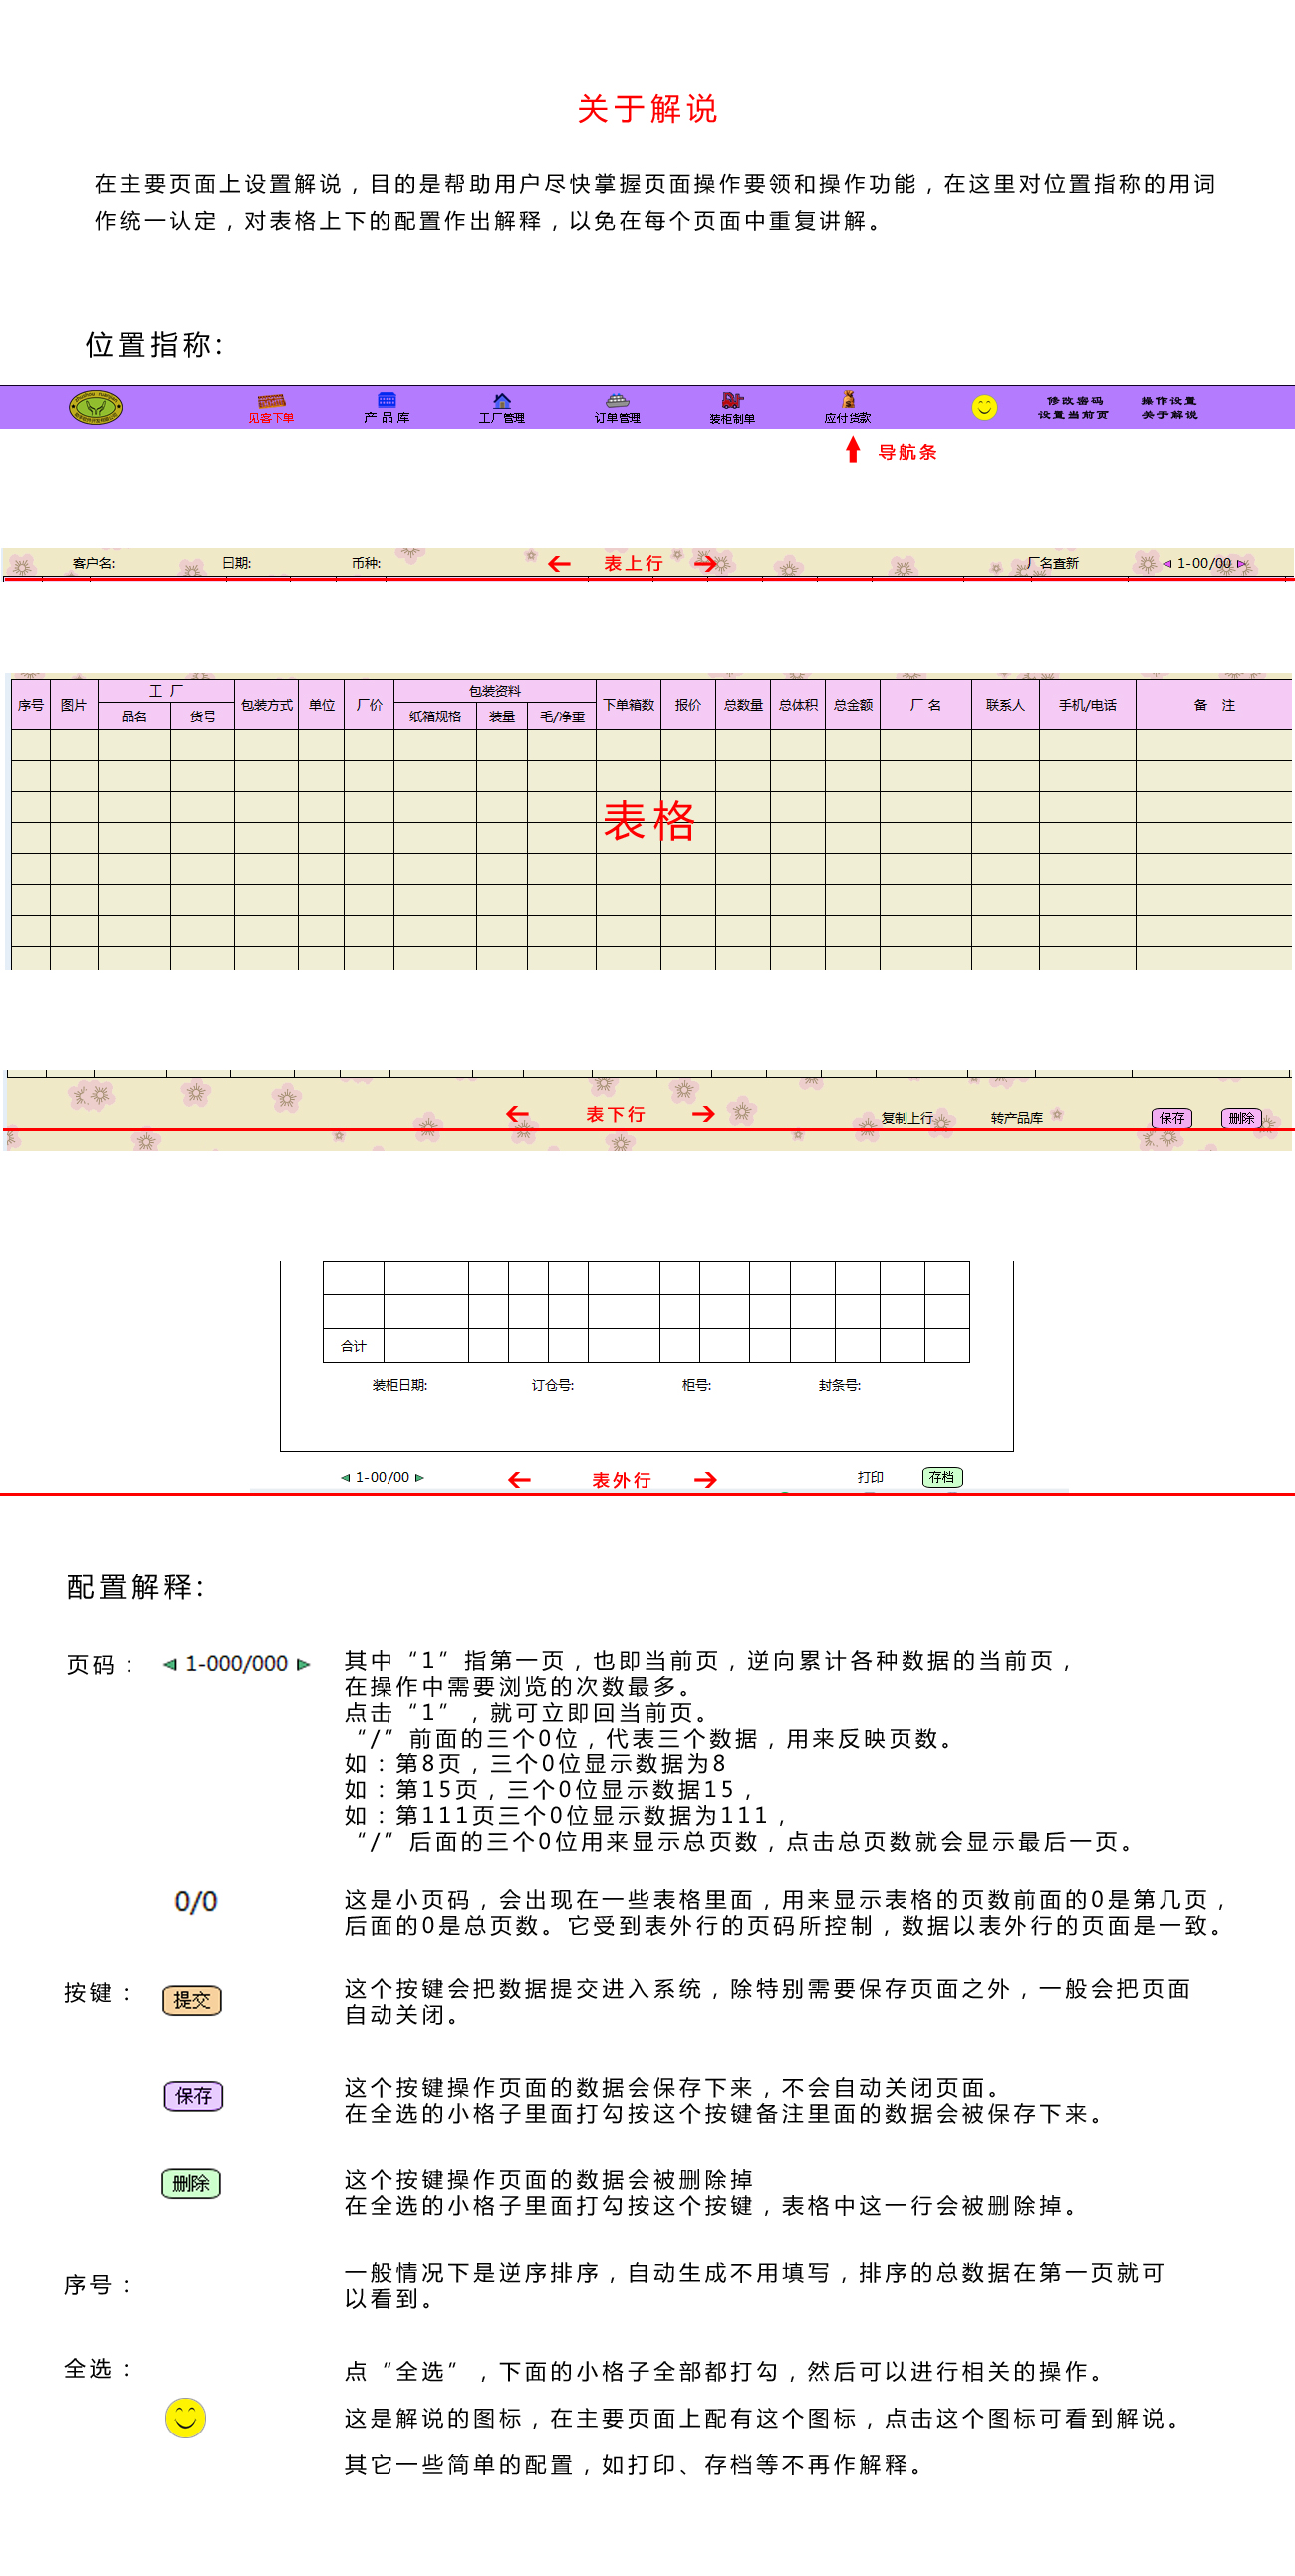 关于解说
在主要页面上设置解说，目的是帮助用户尽快掌握页面操作要领和操作功能，在这里对位置指称的用词
作统一认定，对表格上下的配置作出解释，以免在每个页面中重复讲解。
位置指称:
见客下单 产品库 工厂管理 订单管理 装柜制单 应付货款 修改密码 操作设置
设置当前页 关于解说
导航条
客户名: 日期: 币种: 表上行 厂名查新 1-00/00
序号 图片 工 厂 包装方式 单位 厂价 包装资料 下单箱数 报价 总数量 总体积 总金额 厂 名 联系人 手机/电话 备 注
品名 货号 纸箱规格 装量 毛/净重
表格
表下行 复制上行 转产品库 保存 删除
合计
装柜日期: 订仓号: 柜号: 封条号:
1-00/00 表外行 打印 存档
配置解释:
页码： 1-000/000 其中“1”指第一页，也即当前页，逆向累计各种数据的当前页，
在操作中需要浏览的次数最多。
点击“1”，就可立即回当前页。
“/”前面的三个0位，代表三个数据，用来反映页数。
如：第8页，三个0位显示数据为8
如：第15页，三个0位显示数据15，
如：第111页三个0位显示数据为111，
“/”后面的三个0位用来显示总页数，点击总页数就会显示最后一页。
0/0 这是小页码，会出现在一些表格里面，用来显示表格的页数前面的0是第几页，
后面的0是总页数。它受到表外行的页码所控制，数据以表外行的页面是一致。
按键： 提交 这个按键会把数据提交进入系统，除特别需要保存页面之外，一般会把页面
自动关闭。
保存 这个按键操作页面的数据会保存下来，不会自动关闭页面。
在全选的小格子里面打勾按这个按键备注里面的数据会被保存下来。
删除 这个按键操作页面的数据会被删除掉
在全选的小格子里面打勾按这个按键，表格中这一行会被删除掉。
序号： 一般情况下是逆序排序，自动生成不用填写，排序的总数据在第一页就可
以看到。
全选： 点“全选”，下面的小格子全部都打勾，然后可以进行相关的操作。
这是解说的图标，在主要页面上配有这个图标，点击这个图标可看到解说。
其它一些简单的配置，如打印、存档等不再作解释。